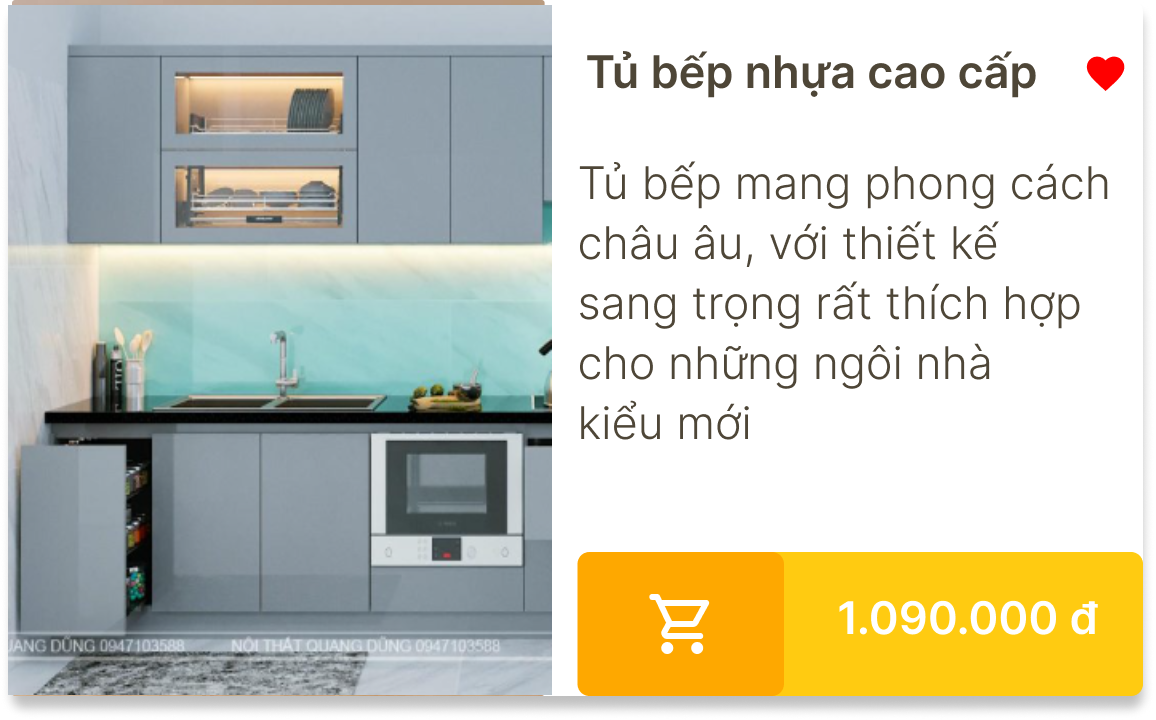 Tủ bếp nhựa cao cấp
Tủ bếp mang phong cách
châu âu, với thiết kế
sang trọng rất thích hợp
cho những ngôi nhà
kiểu mới
1.090.000 đ
UANG DŨNG 0947103588 NỘI THẤT QUANG DŨNG 0947103588